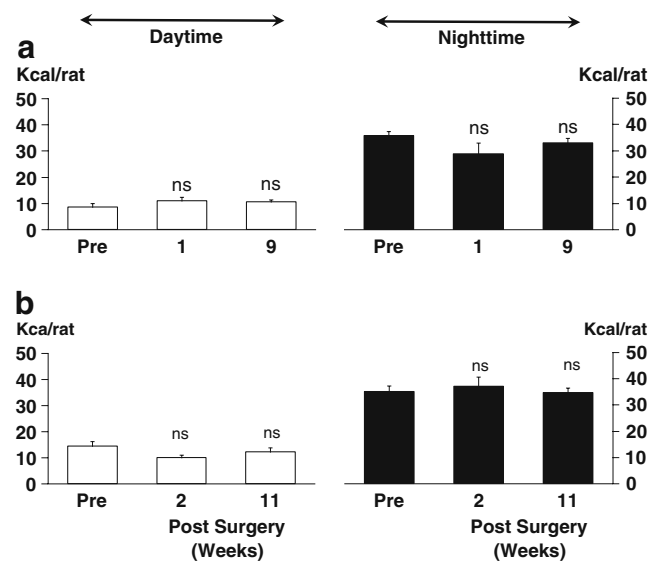 Daytime Nighttime
a
Kcal/rat Kcal/rat
50 50
40 ns ns 40
30 30
20 ns ns 20
10 10
0 0
Pre 1 9 Pre 1 9
b
Kca/rat Kcal/rat
50 ns ns 50
40 40
30 30
20 ns ns 20
10 10
0 0
Pre 2 11 Pre 2 11
Post Surgery Post Surgery
(Weeks) (Weeks)